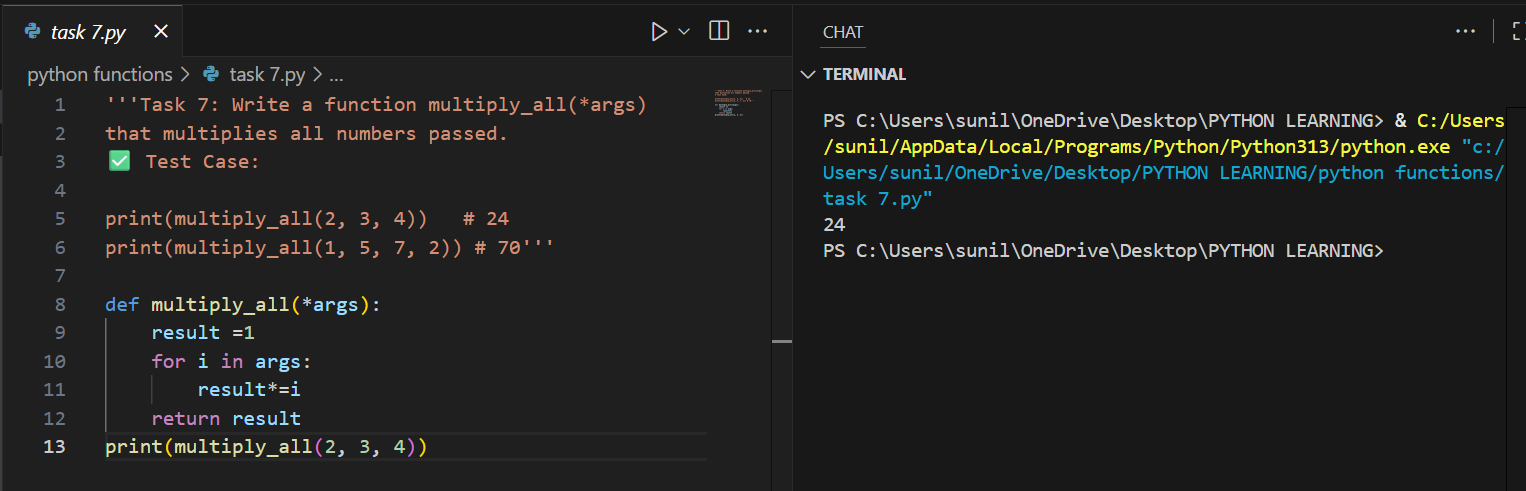 task 7.py
python functions > task 7.py > ...
1 '''Task 7: Write a function multiply_all(*args)
2 that multiplies all numbers passed.
3 ✅ Test Case:
4
5 print(multiply_all(2, 3, 4))   # 24
6 print(multiply_all(1, 5, 7, 2)) # 70'''
7
8 def multiply_all(*args):
9     result =1
10     for i in args:
11         result*=i
12     return result
13 print(multiply_all(2, 3, 4))
CHAT
TERMINAL
PS C:\Users\sunil\OneDrive\Desktop\PYTHON LEARNING> & C:/Users
/sunil/AppData/Local/Programs/Python/Python313/python.exe "c:/
Users/sunil/OneDrive/Desktop/PYTHON LEARNING/python functions/
task 7.py"
24
PS C:\Users\sunil\OneDrive\Desktop\PYTHON LEARNING>